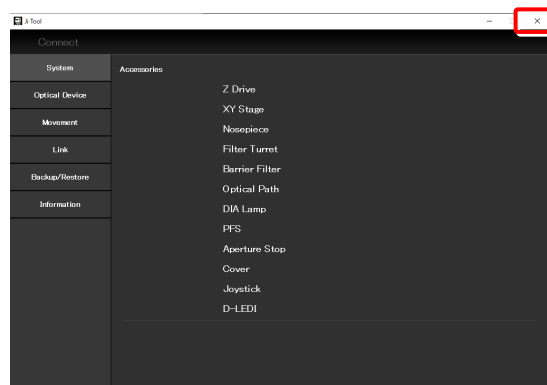 Ji Tool
Connect
System
Optical Device
Movement
Link
Backup/Restore
Information
Accessories
Z Drive
XY Stage
Nosepiece
Filter Turret
Barrier Filter
Optical Path
DIA Lamp
PFS
Aperture Stop
Cover
Joystick
D-LEDI